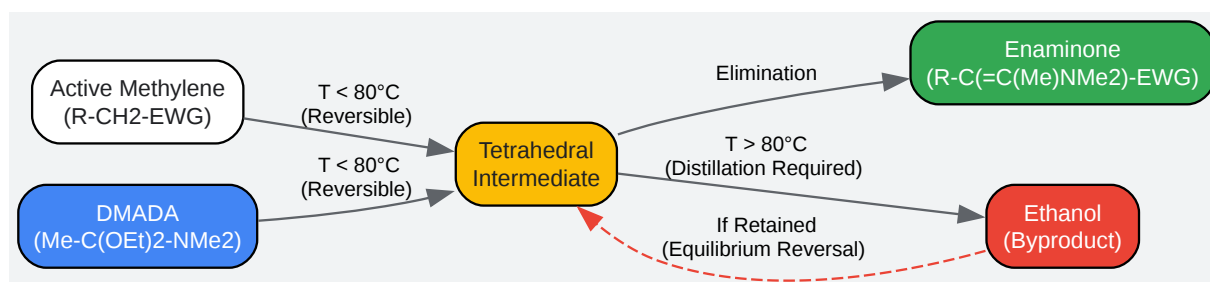 Active Methylene
(R-CH2-EWG)
T < 80°C
(Reversible)
DMADA
(Me-C(OEt)2-NMe2)
T < 80°C
(Reversible)
Tetrahedral
Intermediate
Elimination
Enaminone
(R-C(=C(Me)NMe2)-EWG)
T > 80°C
(Distillation Required)
Ethanol
(Byproduct)
If Retained
(Equilibrium Reversal)